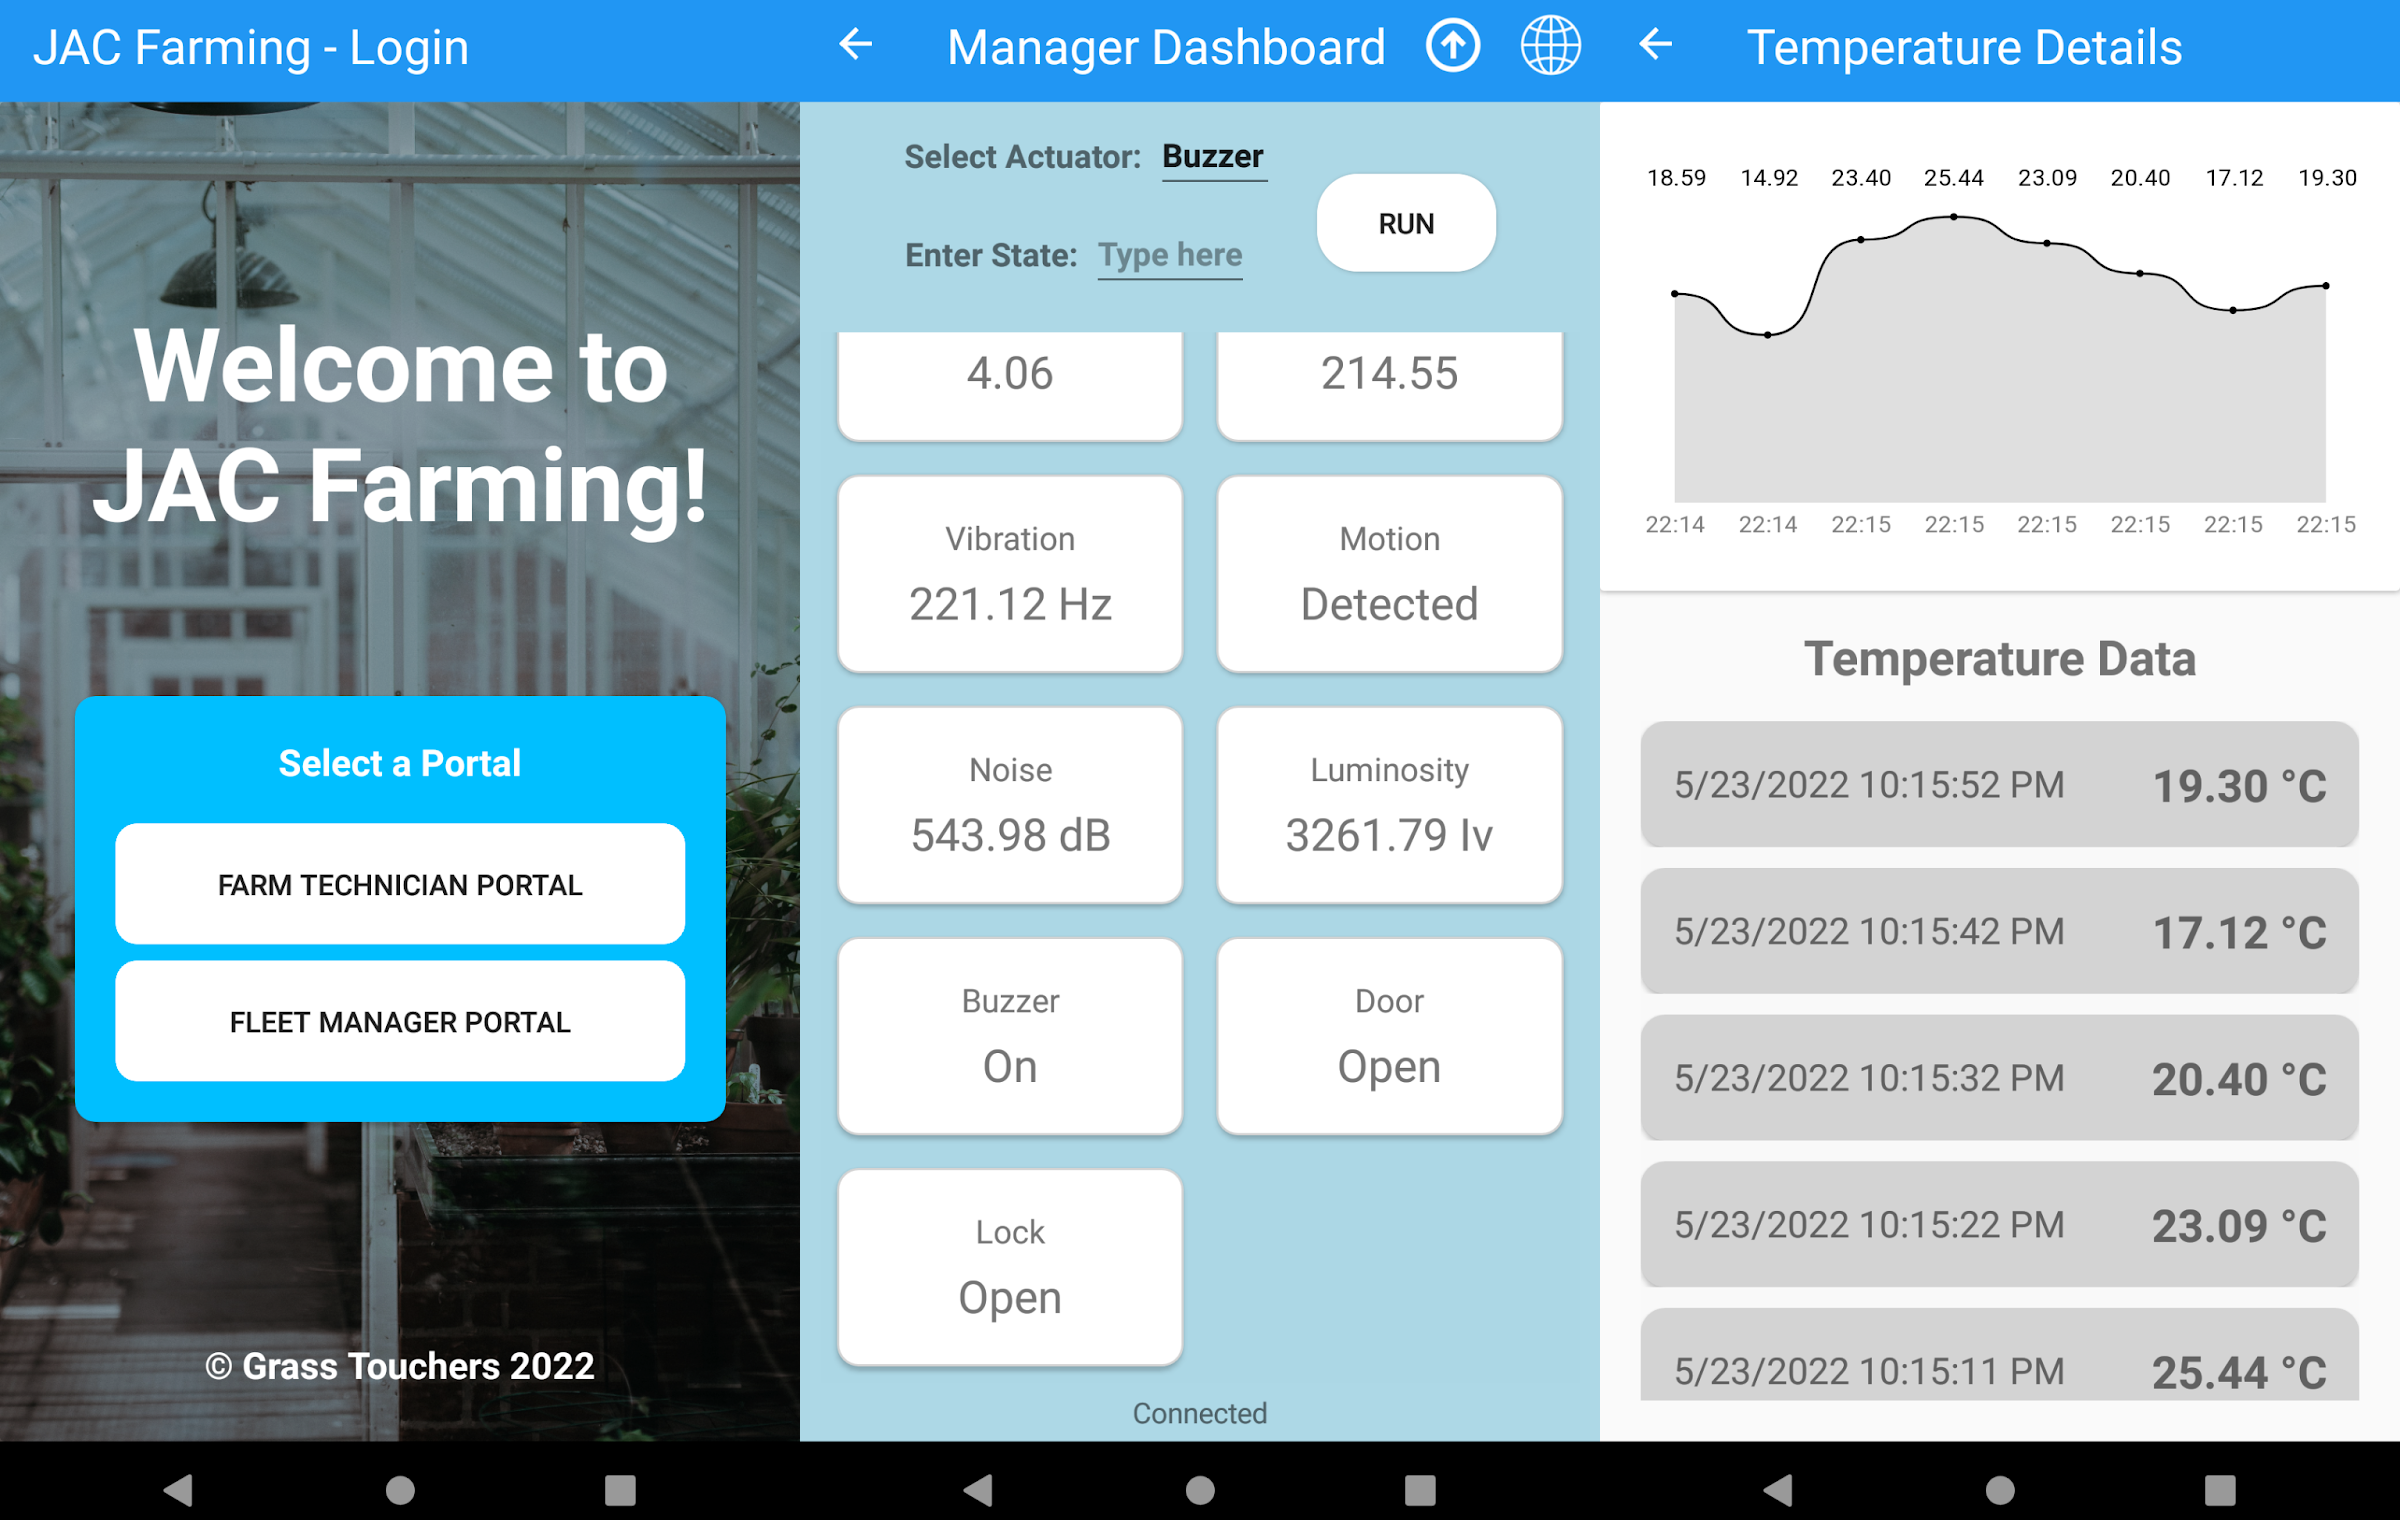 JAC Farming - Login
Welcome to
JAC Farming!
Select a Portal
FARM TECHNICIAN PORTAL
FLEET MANAGER PORTAL
© Grass Touchers 2022
Manager Dashboard
Select Actuator: Buzzer
Enter State: Type here
RUN
4.06 214.55
Vibration Motion
221.12 Hz Detected
Noise Luminosity
543.98 dB 3261.79 lv
Buzzer Door
On Open
Lock
Open
Connected
Temperature Details
18.59 14.92 23.40 25.44 23.09 20.40 17.12 19.30
22:14 22:14 22:15 22:15 22:15 22:15 22:15 22:15
Temperature Data
5/23/2022 10:15:52 PM 19.30 °C
5/23/2022 10:15:42 PM 17.12 °C
5/23/2022 10:15:32 PM 20.40 °C
5/23/2022 10:15:22 PM 23.09 °C
5/23/2022 10:15:11 PM 25.44 °C